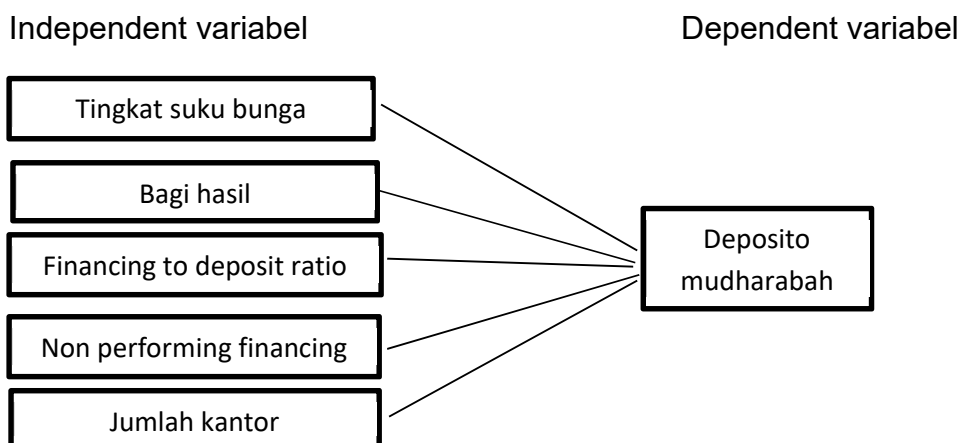 Independent variabel
Dependent variabel
Tingkat suku bunga
Bagi hasil
Financing to deposit ratio
Non performing financing
Jumlah kantor
Deposito
mudharabah